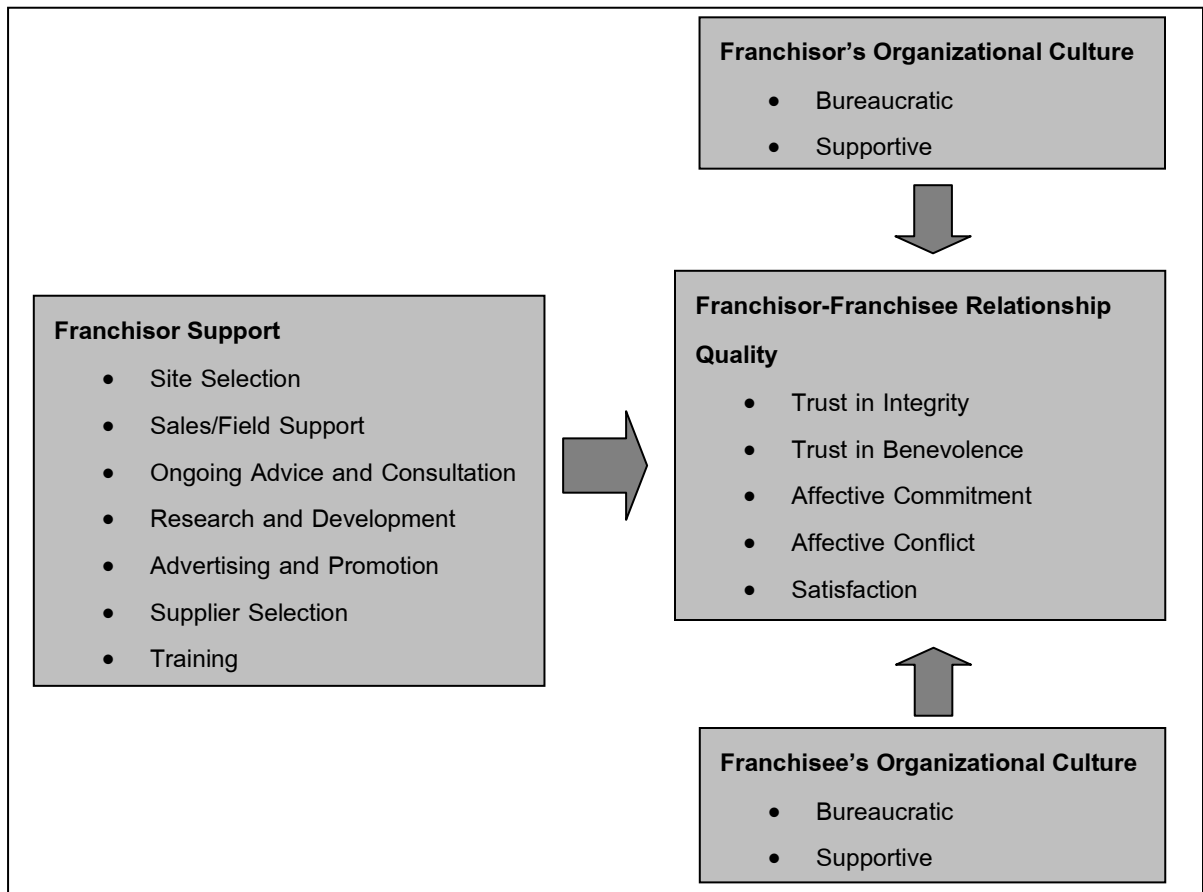 Franchisor’s Organizational Culture
• Bureaucratic
• Supportive
Franchisor Support
• Site Selection
• Sales/Field Support
• Ongoing Advice and Consultation
• Research and Development
• Advertising and Promotion
• Supplier Selection
• Training
Franchisor-Franchisee Relationship
Quality
• Trust in Integrity
• Trust in Benevolence
• Affective Commitment
• Affective Conflict
• Satisfaction
Franchisee’s Organizational Culture
• Bureaucratic
• Supportive